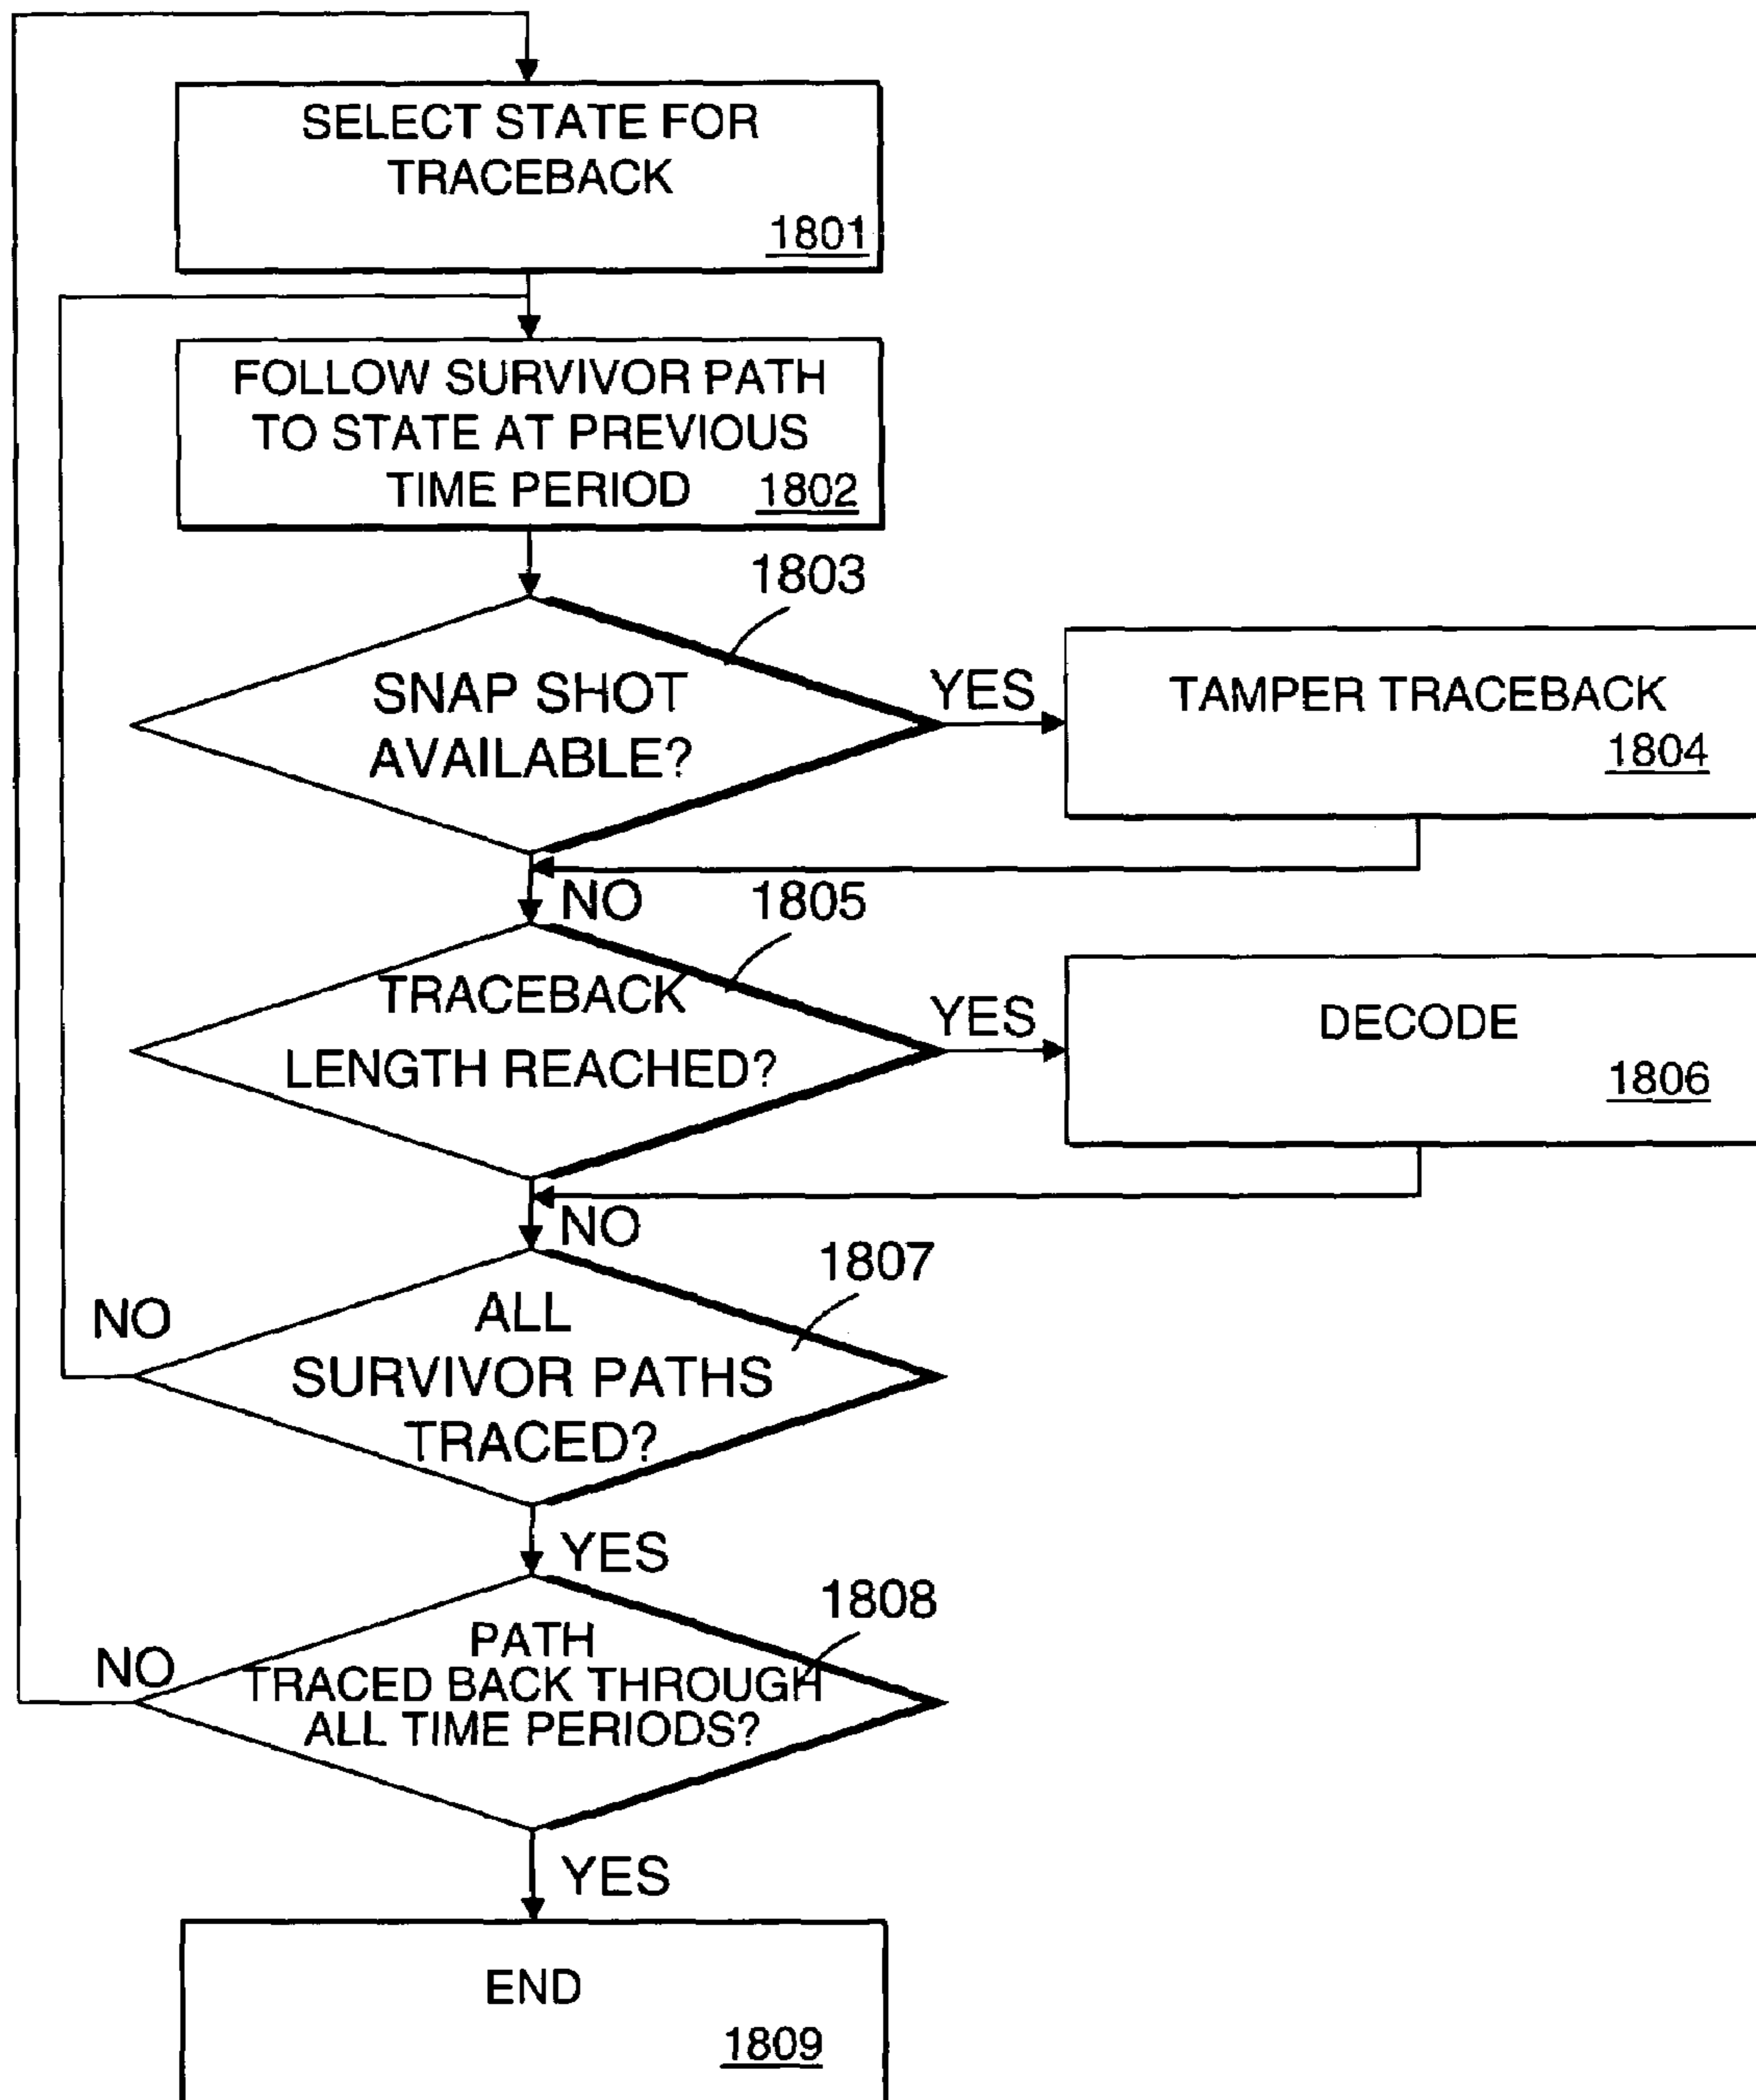 SELECT STATE FOR
TRACEBACK
1801
FOLLOW SURVIVOR PATH
TO STATE AT PREVIOUS
TIME PERIOD 1802
1803
SNAP SHOT
AVAILABLE?
YES
TAMPER TRACEBACK
1804
NO
1805
TRACEBACK
LENGTH REACHED?
YES
DECODE
1806
NO
1807
ALL
SURVIVOR PATHS
TRACED?
NO
YES
1808
PATH
TRACED BACK THROUGH
ALL TIME PERIODS?
NO
YES
END
1809